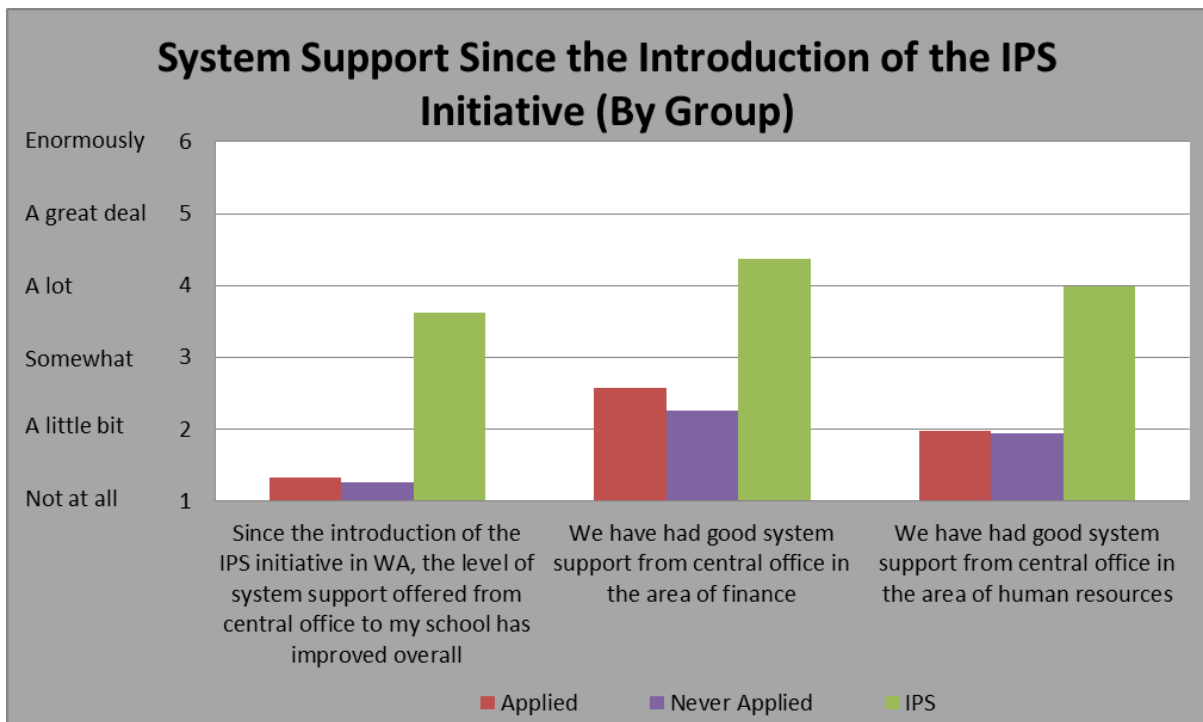 System Support Since the Introduction of the IPS
Initiative (By Group)
Enormously 6
A great deal 5
A lot 4
Somewhat 3
A little bit 2
Not at all 1
Since the introduction of the
IPS initiative in WA, the level of
system support offered from
central office to my school has
improved overall
We have had good system
support from central office in
the area of finance
We have had good system
support from central office in
the area of human resources
Applied Never Applied IPS